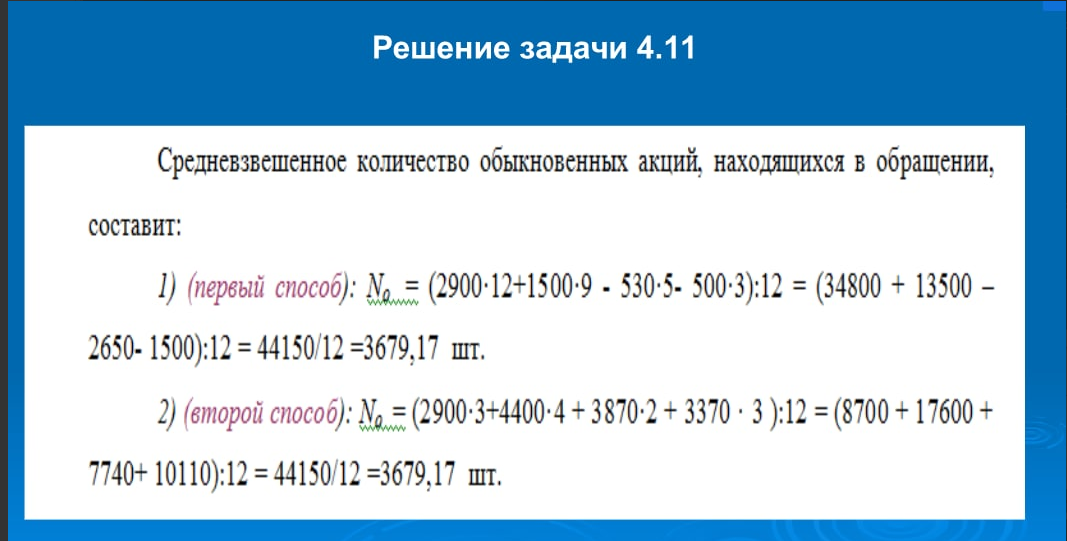 Решение задачи 4.11
Средневзвешенное количество обыкновенных акций, находящихся в обращении,
составит:
1) (первый способ): Nо = (2900·12+1500·9 - 530·5- 500·3):12 = (34800 + 13500 –
2650- 1500):12 = 44150/12 =3679,17 шт.
2) (второй способ): Nо = (2900·3+4400·4 + 3870·2 + 3370 · 3 ):12 = (8700 + 17600 +
7740+ 10110):12 = 44150/12 =3679,17 шт.